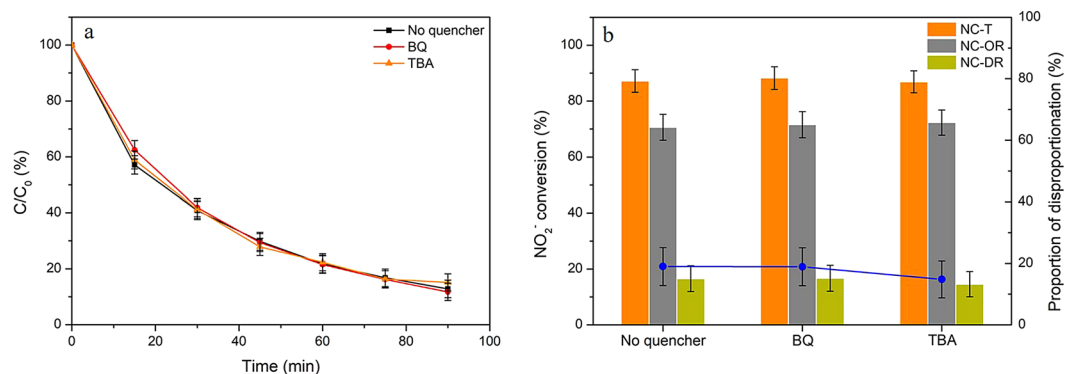 a
No quencher
BQ
TBA
C/C₀ (%)
100
80
60
40
20
0
0 20 40 60 80 100
Time (min)
b
NC-T
NC-OR
NC-DR
NO₂⁻ conversion (%)
100
80
60
40
20
0
Proportion of disproportionation (%)
100
80
60
40
20
0
No quencher BQ TBA